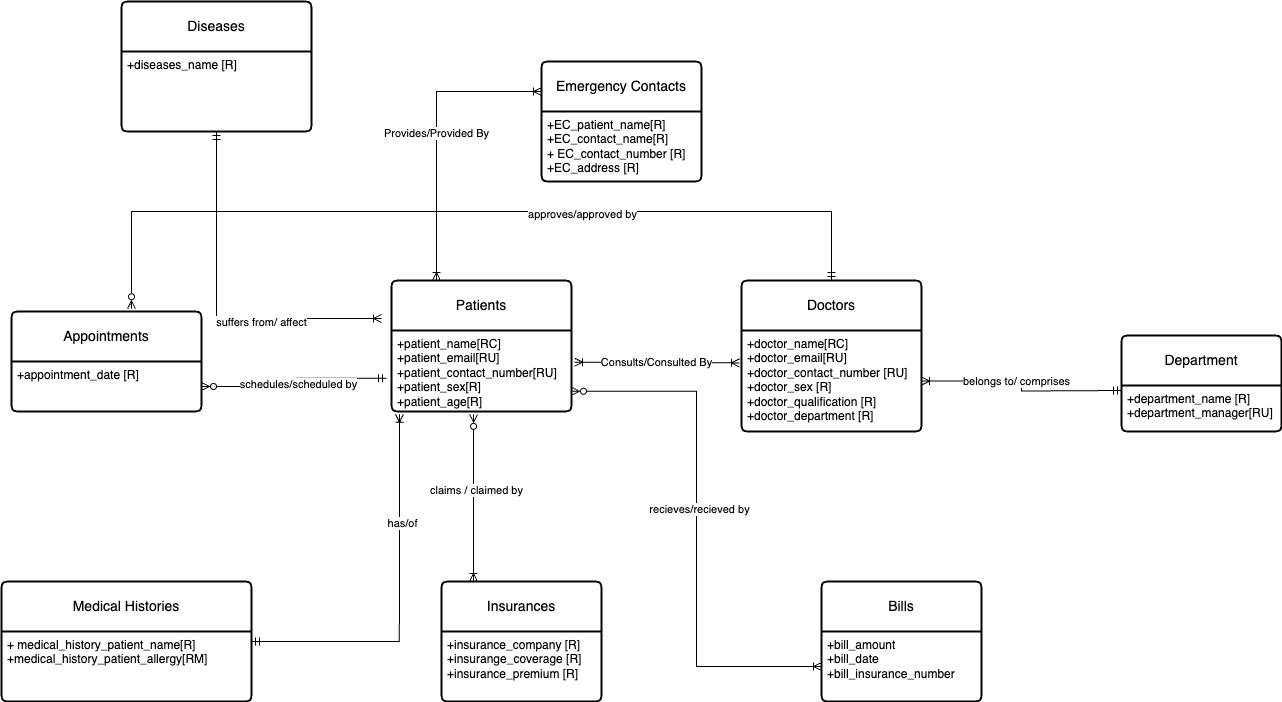 Diseases
+diseases_name [R]
Emergency Contacts
+EC_patient_name[R]
+EC_contact_name[R]
+ EC_contact_number [R]
+EC_address [R]
Provides/Provided By
approves/approved by
Appointments
+appointment_date [R]
suffers from/ affect
schedules/scheduled by
Patients
+patient_name[RC]
+patient_email[RU]
+patient_contact_number[RU]
+patient_sex[R]
+patient_age[R]
Consults/Consulted By
Doctors
+doctor_name[RC]
+doctor_email[RU]
+doctor_contact_number [RU]
+doctor_sex [R]
+doctor_qualification [R]
+doctor_department [R]
belongs to/ comprises
Department
+department_name [R]
+department_manager[RU]
claims / claimed by
has/of
recieves/recieved by
Medical Histories
+ medical_history_patient_name[R]
+medical_history_patient_allergy[RM]
Insurances
+insurance_company [R]
+insurange_coverage [R]
+insurance_premium [R]
Bills
+bill_amount
+bill_date
+bill_insurance_number